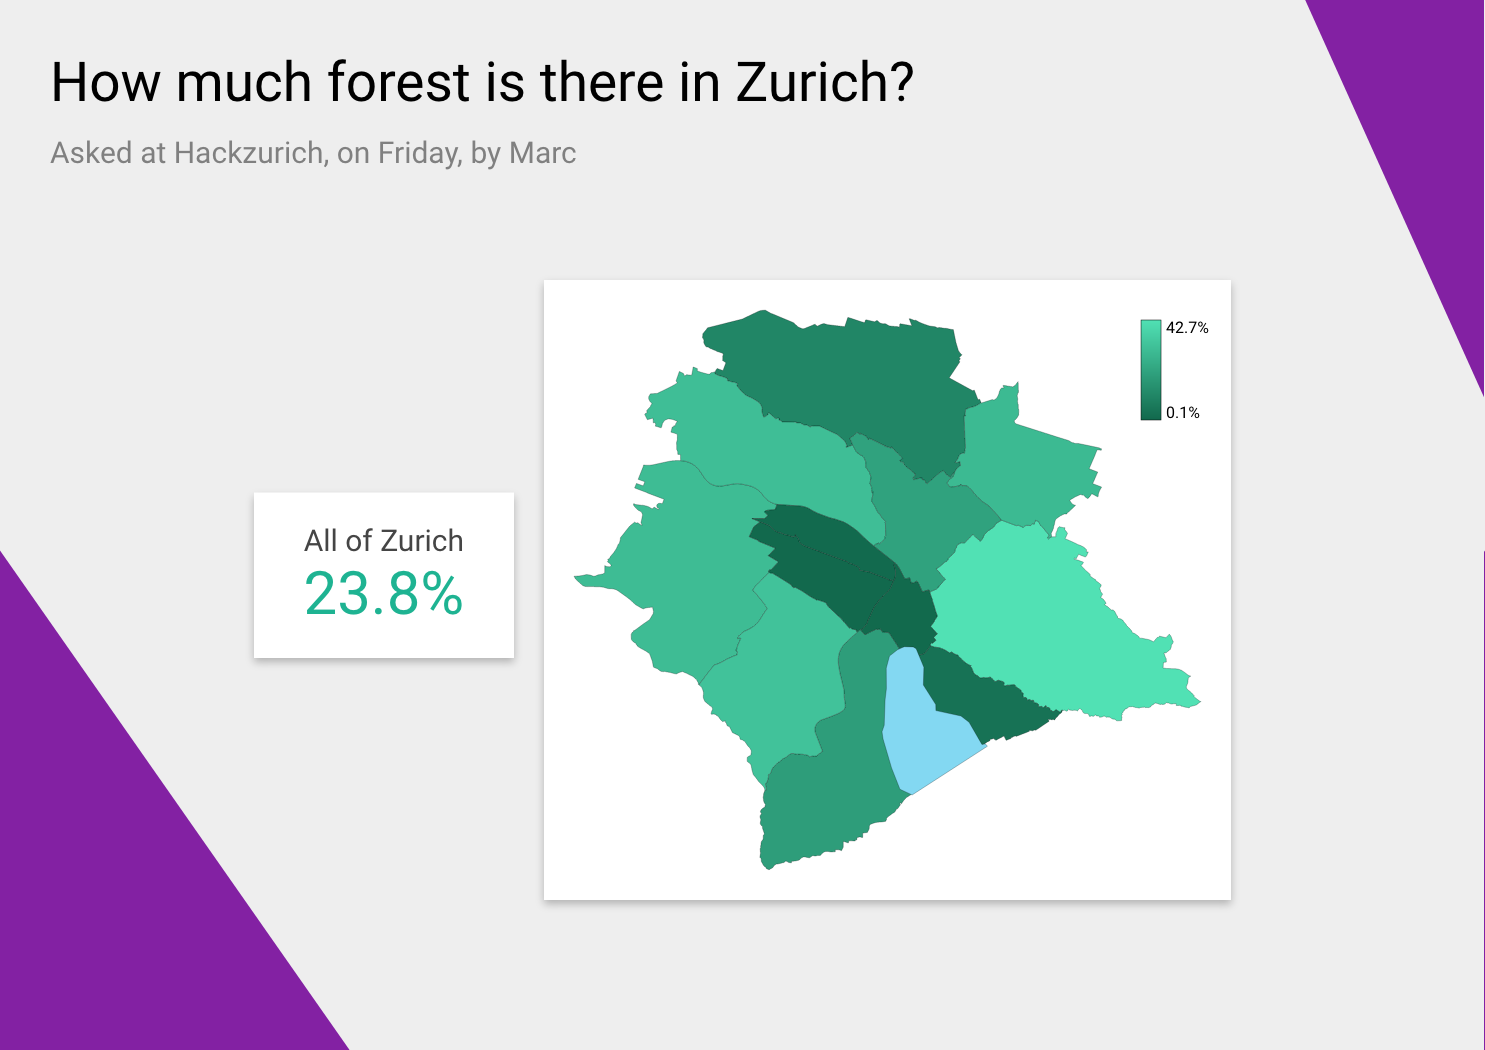 How much forest is there in Zurich?
Asked at Hackzurich, on Friday, by Marc
All of Zurich
23.8%
42.7%
0.1%